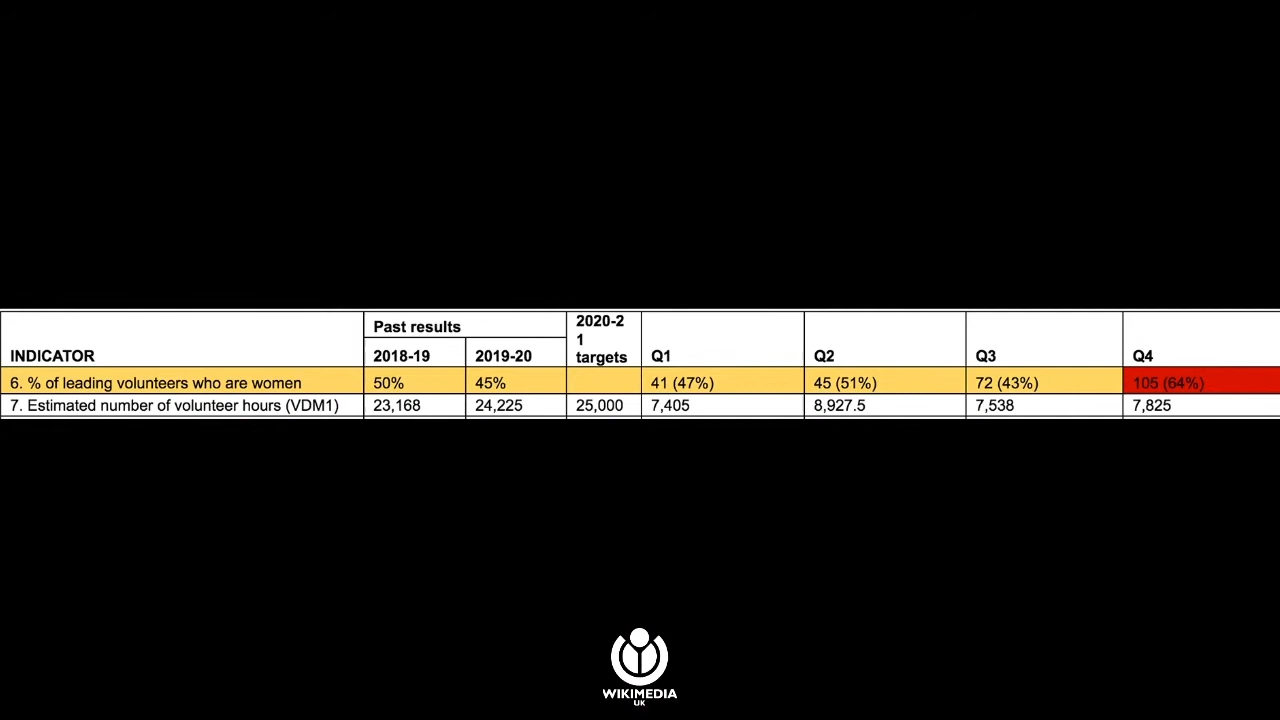 Past results
2020-2
1
targets
INDICATOR 2018-19 2019-20 Q1 Q2 Q3 Q4
6. % of leading volunteers who are women 50% 45% 41 (47%) 45 (51%) 72 (43%) 105 (64%)
7. Estimated number of volunteer hours (VDM1) 23,168 24,225 25,000 7,405 8,927.5 7,538 7,825
WIKIMEDIA
UK